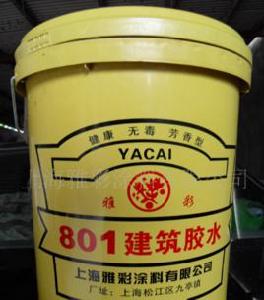 健康 无毒 芳香型
YACAI
雅 彩
801建筑胶水
上海雅彩涂料有限公司
厂址：上海松江区九亭镇